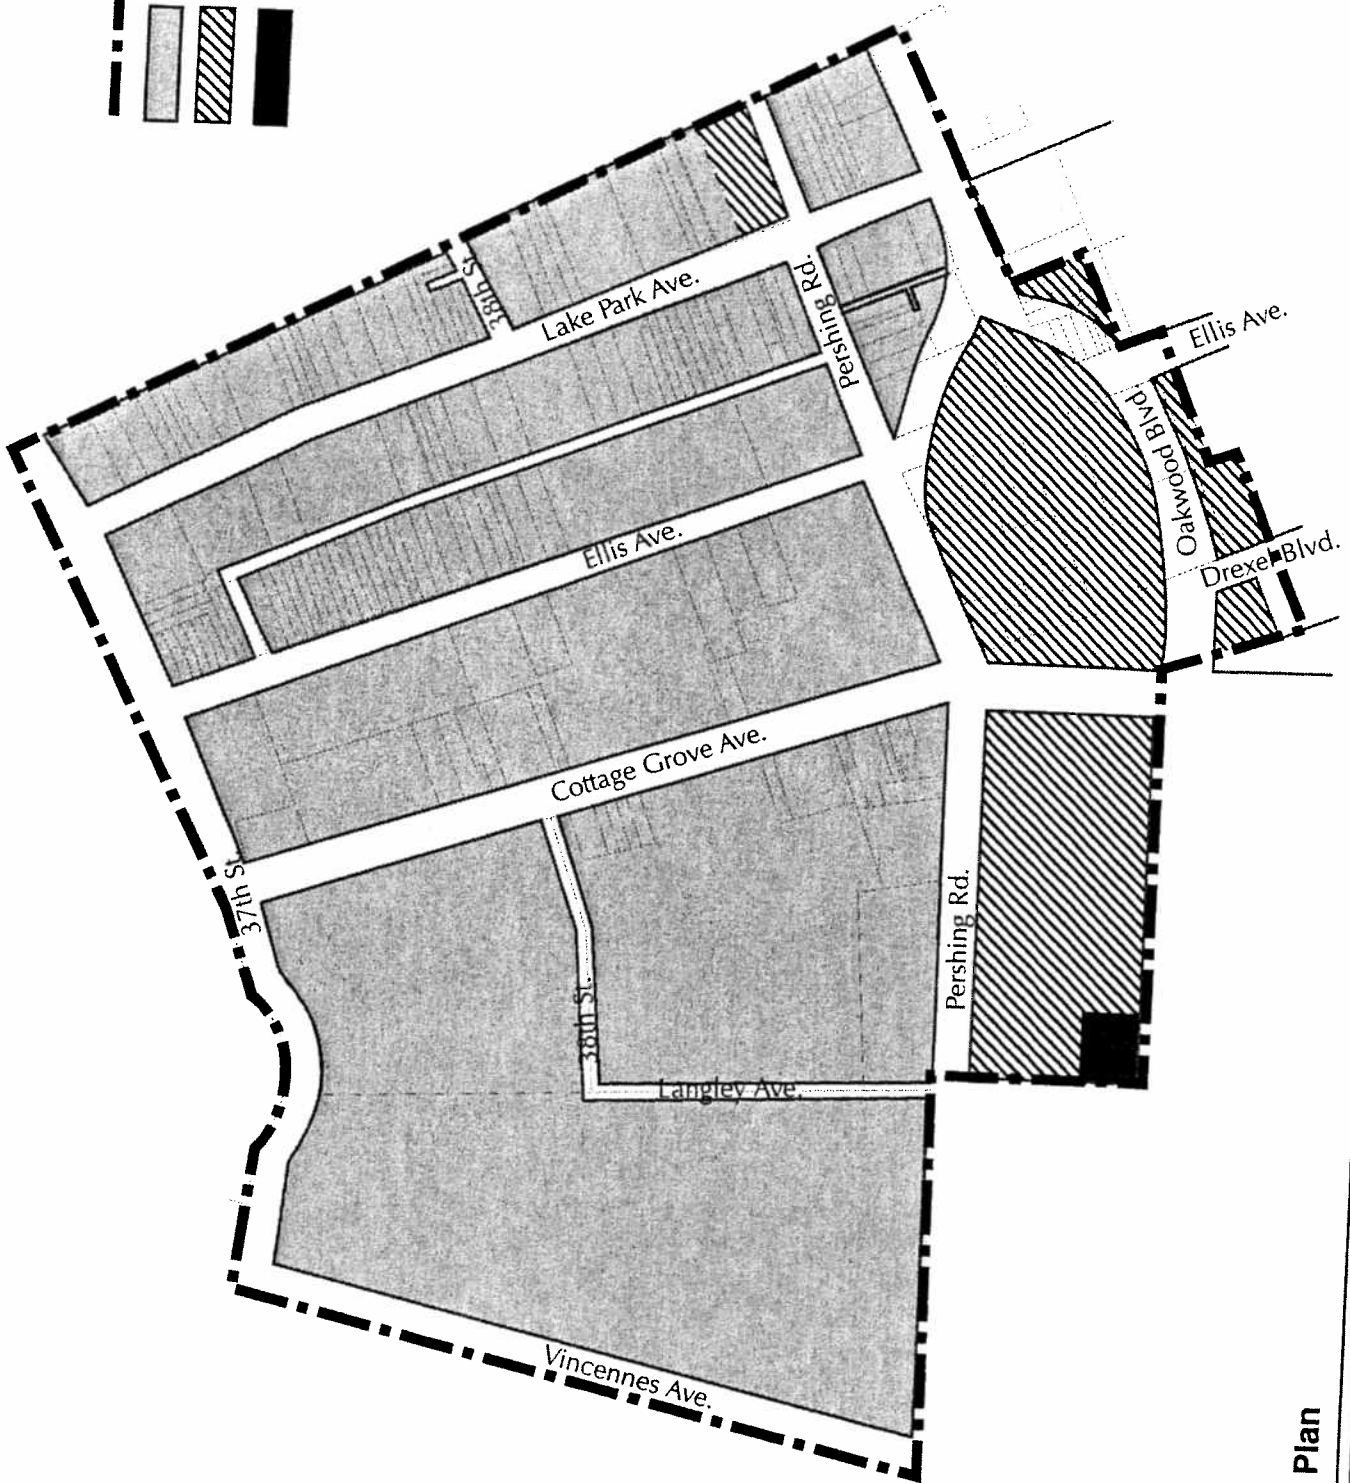 38th St.
Lake Park Ave.
Pershing Rd.
Ellis Ave.
Oakwood Blvd.
Ellis Ave.
Drexel Blvd.
Cottage Grove Ave.
37th St.
Pershing Rd.
38th St.
Langley Ave.
Vincennes Ave.
Plan